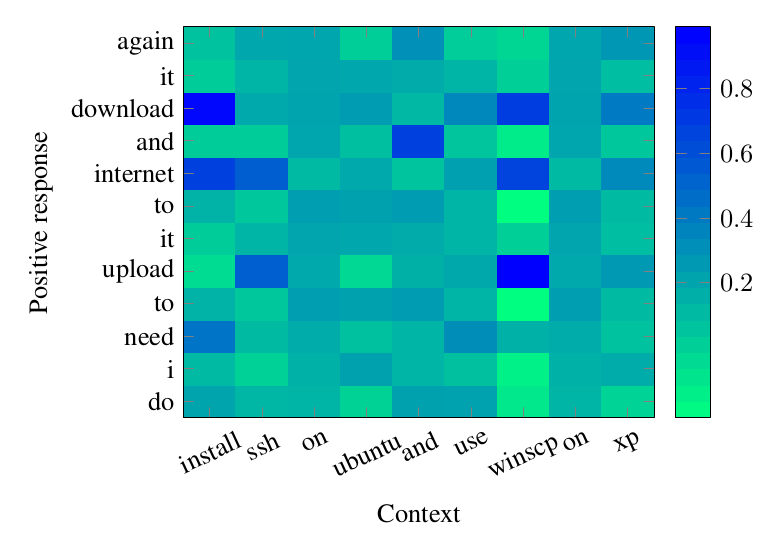 again
it
download
and
internet
to
it
upload
to
need
i
do
Positive response
install ssh on ubuntu and use winscp on xp
Context
0.8
0.6
0.4
0.2